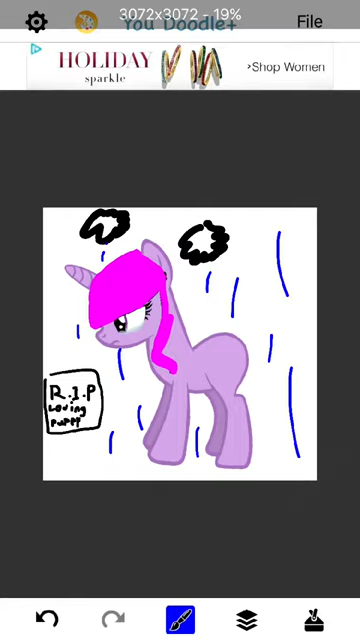 3072x3072 - 19%
You Doodle+
File
HOLIDAY
sparkle
>Shop Women
R.I.P
Loving
puppy